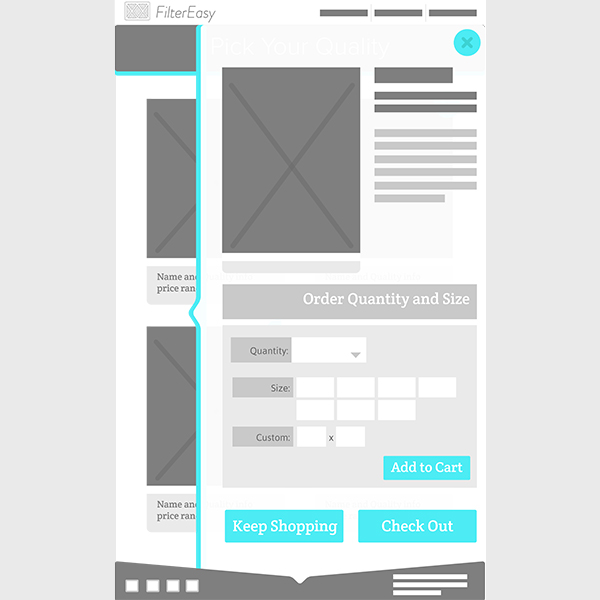 FilterEasy
Pick Your Quality
Name and
price ran
Order Quantity and Size
Quantity:
Size:
Custom:
x
Add to Cart
Name and
price ran
Keep Shopping
Check Out